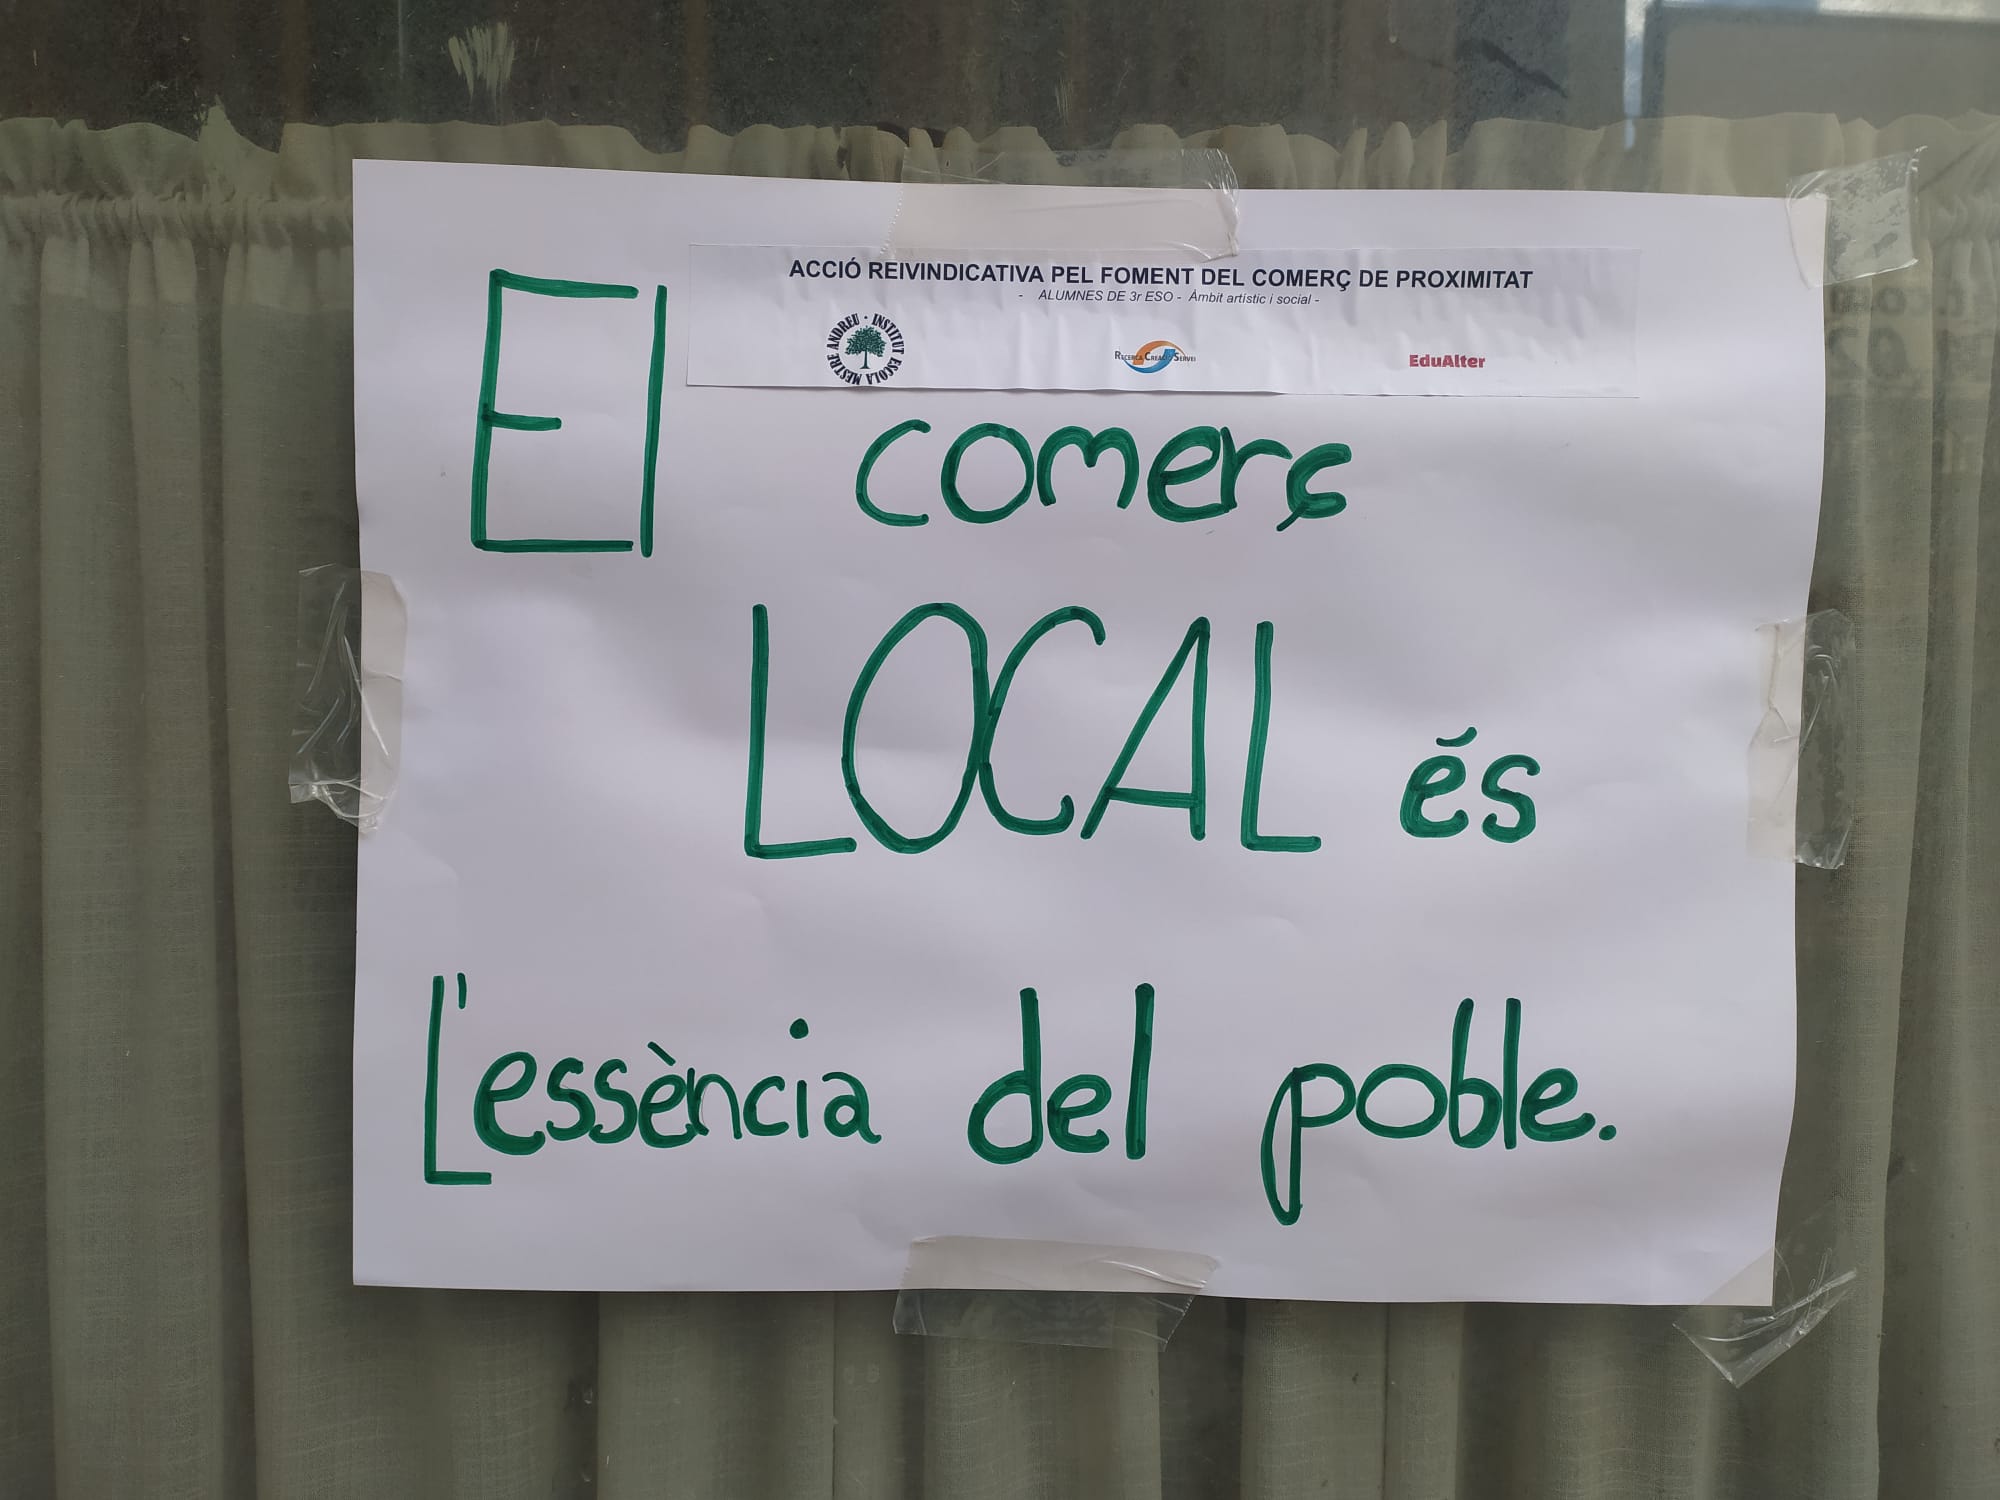 ACCIÓ REIVINDICATIVA PEL FOMENT DEL COMERÇ DE PROXIMITAT
- ALUMNES DE 3r ESO - Àmbit artístic i social -
INSTITUT ESCOLA MESTRE ANDREU ·
RECERCA CREACIÓ SERVEI
EduAlter
El comerç
LOCAL és
L'essència del poble.